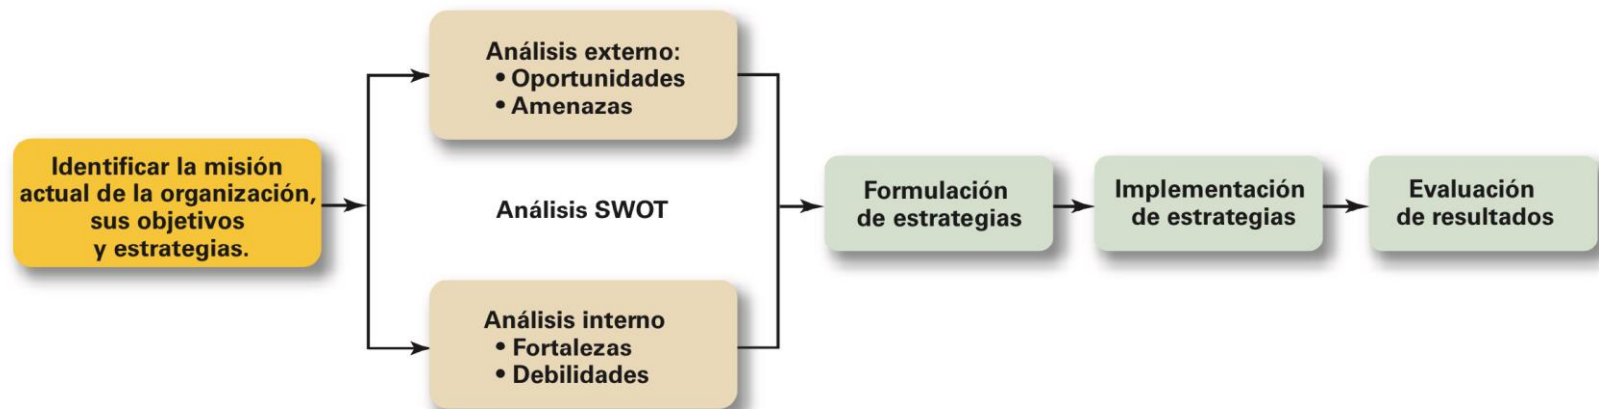 Identificar la misión
actual de la organización,
sus objetivos
y estrategias.
Análisis externo:
• Oportunidades
• Amenazas
Análisis SWOT
Análisis interno
• Fortalezas
• Debilidades
Formulación
de estrategias
Implementación
de estrategias
Evaluación
de resultados